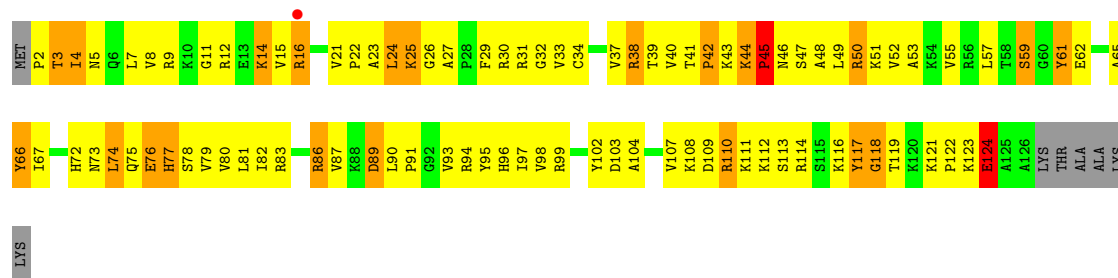 MET P2 T3 I4 N5 Q6 L7 V8 R9 K10 G11 R12 E13 K14 V15 R16 V21 P22 A23 L24 K25 G26 A27 P28 F29 R30 R31 G32 V33 C34 V37 R38 T39 V40 T41 P42 K43 K44 P45 N46 S47 A48 L49 R50 K51 V52 A53 K54 V55 R56 L57 T58 S59 G60 Y61 E62 A65
Y66 I67 H72 N73 L74 Q75 E76 H77 S78 V79 V80 L81 I82 R83 R86 V87 K88 D89 L90 P91 G92 V93 R94 Y95 H96 I97 V98 R99 Y102 D103 A104 V107 K108 D109 R110 K111 K112 S113 R114 S115 K116 Y117 G118 T119 K120 K121 P122 K123 E124 A125 A126 LYS THR ALA ALA LYS
LYS